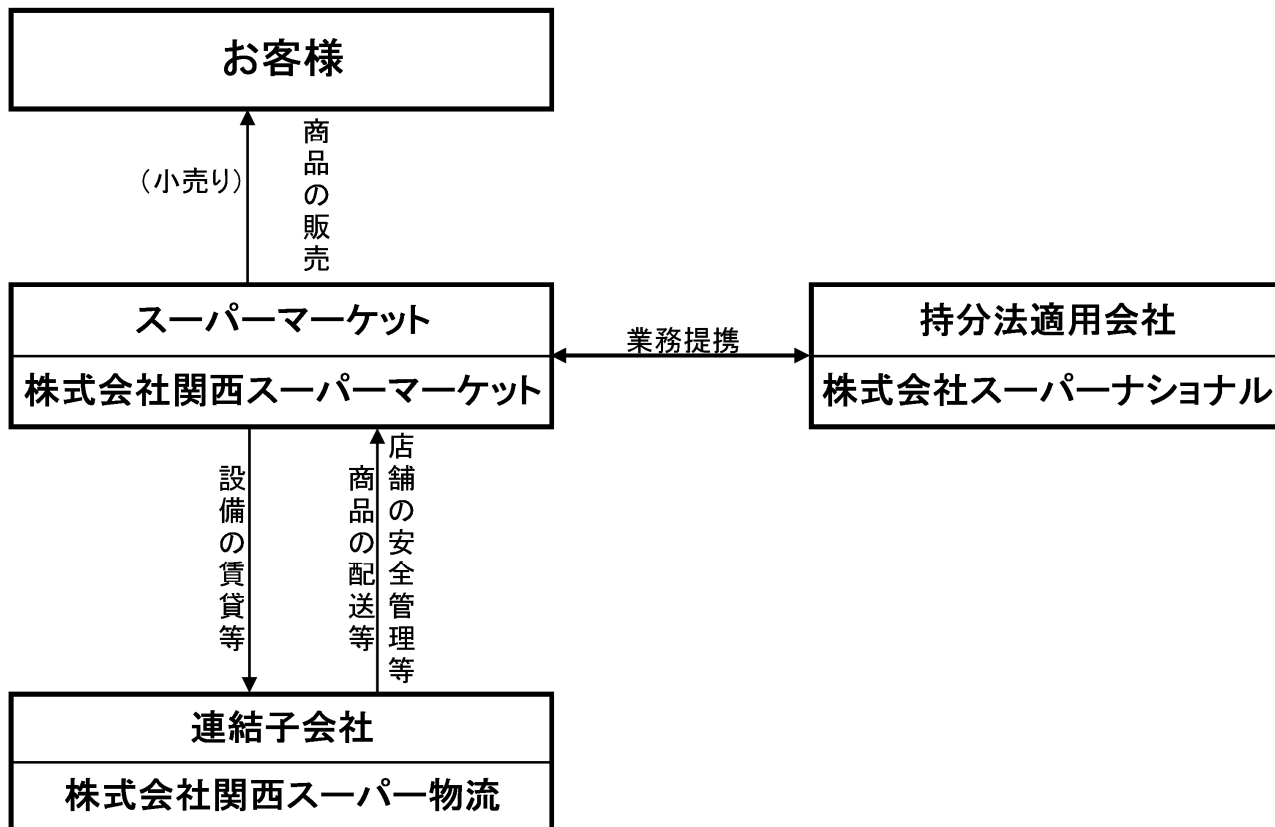 お客様
（小売り）
商品の販売
スーパーマーケット
株式会社関西スーパーマーケット
業務提携
持分法適用会社
株式会社スーパーナショナル
設備の賃貸等
商品の配送等
店舗の安全管理等
連結子会社
株式会社関西スーパー物流